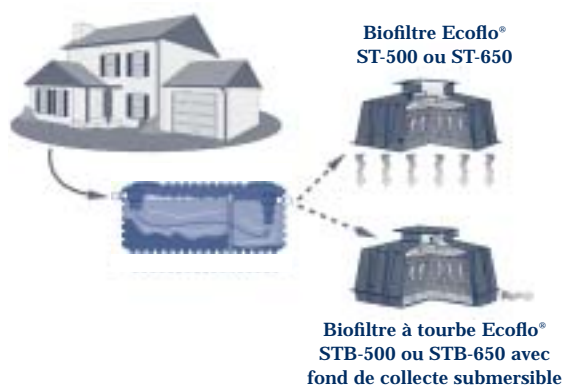 Biofiltre Ecoflo®
ST-500 ou ST-650
Biofiltre à tourbe Ecoflo®
STB-500 ou STB-650 avec
fond de collecte submersible